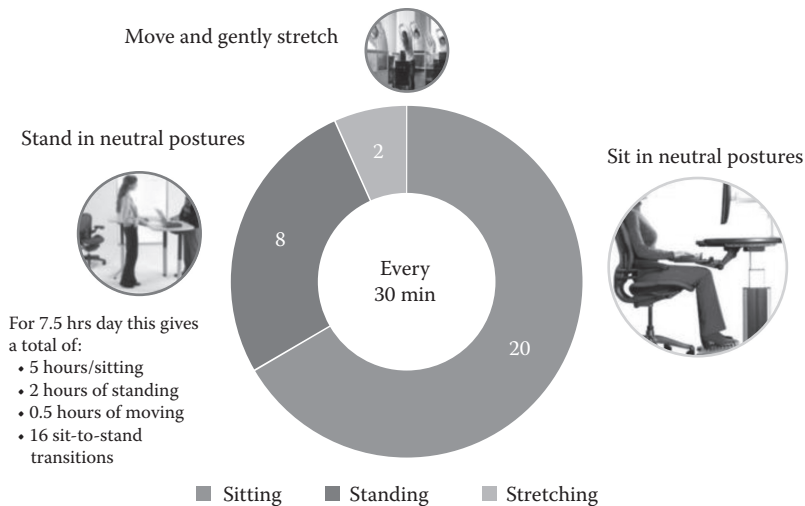 Move and gently stretch
Stand in neutral postures
Sit in neutral postures
2
8
20
Every
30 min
For 7.5 hrs day this gives
a total of:
• 5 hours/sitting
• 2 hours of standing
• 0.5 hours of moving
• 16 sit-to-stand
transitions
Sitting
Standing
Stretching